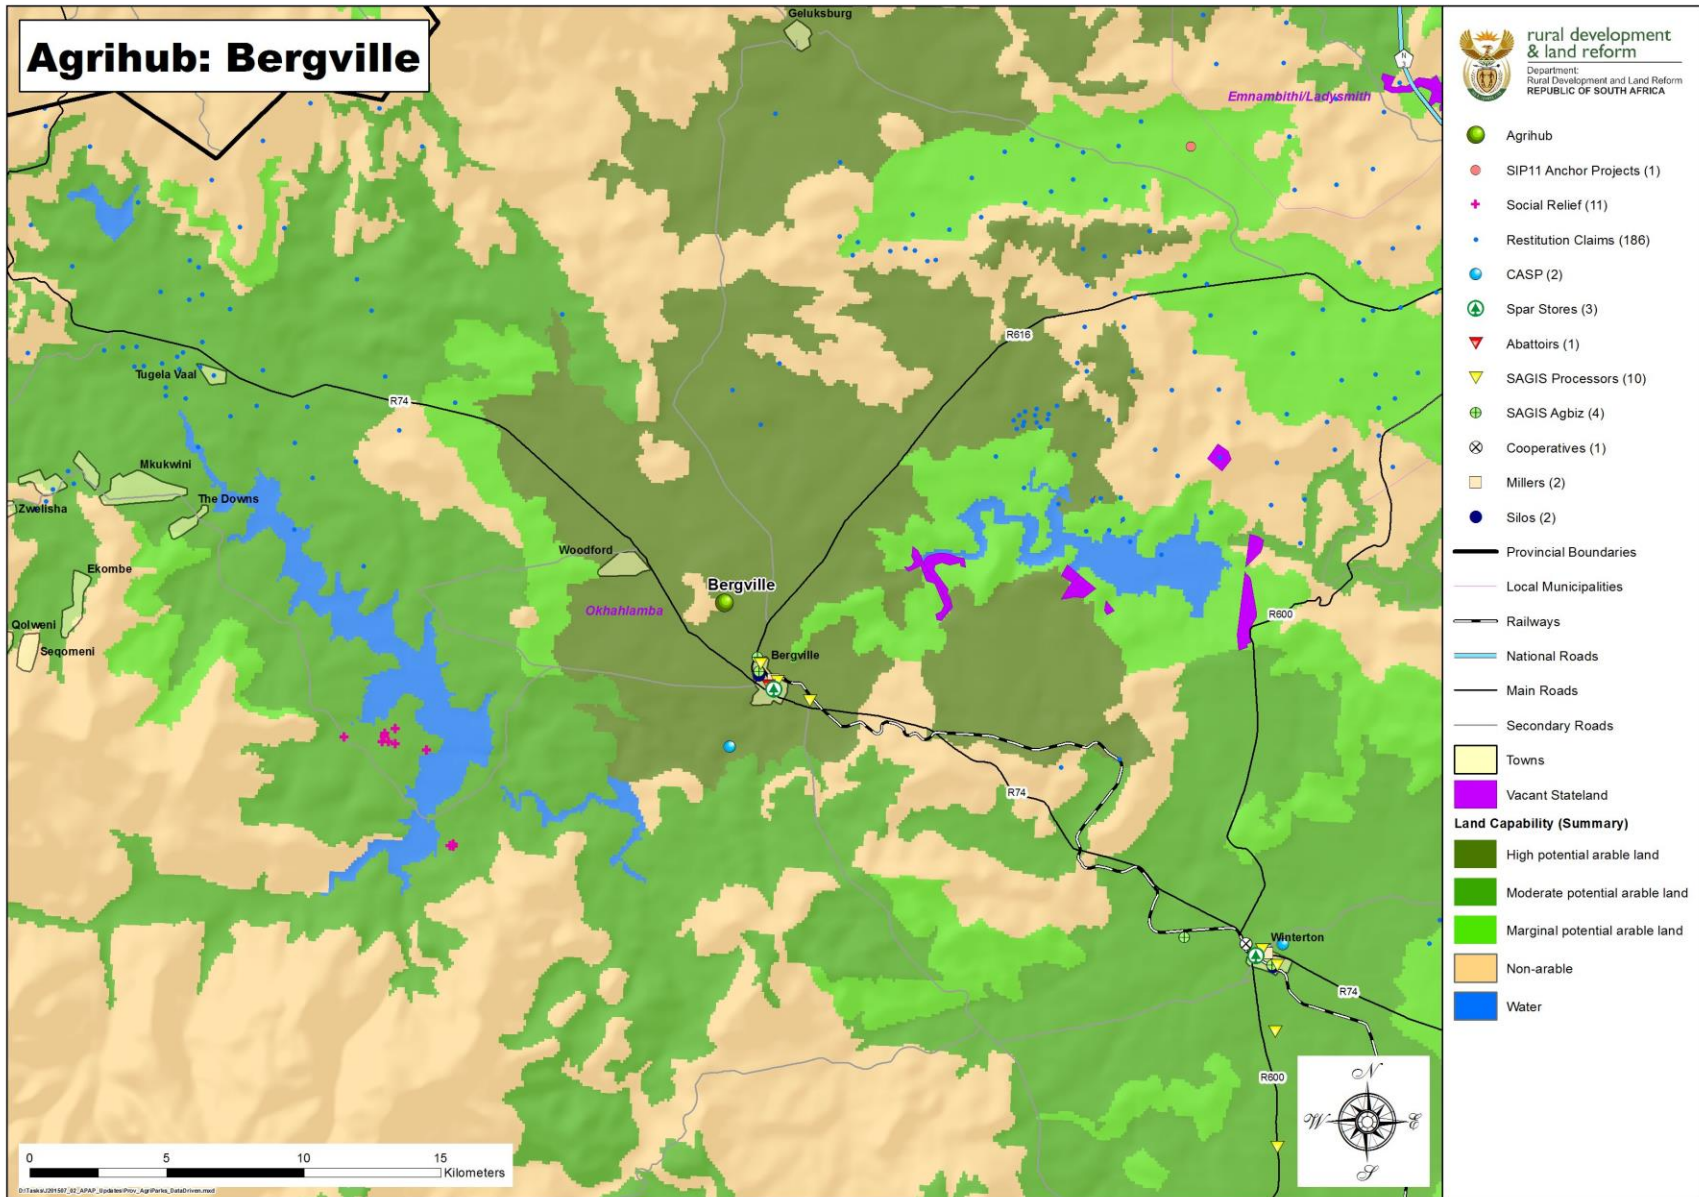 Agrihub: Bergville
Geluksburg
N
3
Emnambithi/Ladysmith
R616
Tugela Vaal
R74
Mkukwini
The Downs
Zwelisha
Woodford
Ekombe
Bergville
Okhahlamba
R600
Qolweni
Seqomeni
Bergville
R74
Winterton
R74
R600
N
W
E
S
0 5 10 15
Kilometers
rural development
& land reform
Department:
Rural Development and Land Reform
REPUBLIC OF SOUTH AFRICA
Agrihub
SIP11 Anchor Projects (1)
Social Relief (11)
Restitution Claims (186)
CASP (2)
Spar Stores (3)
Abattoirs (1)
SAGIS Processors (10)
SAGIS Agbiz (4)
Cooperatives (1)
Millers (2)
Silos (2)
Provincial Boundaries
Local Municipalities
Railways
National Roads
Main Roads
Secondary Roads
Towns
Vacant Stateland
Land Capability (Summary)
High potential arable land
Moderate potential arable land
Marginal potential arable land
Non-arable
Water